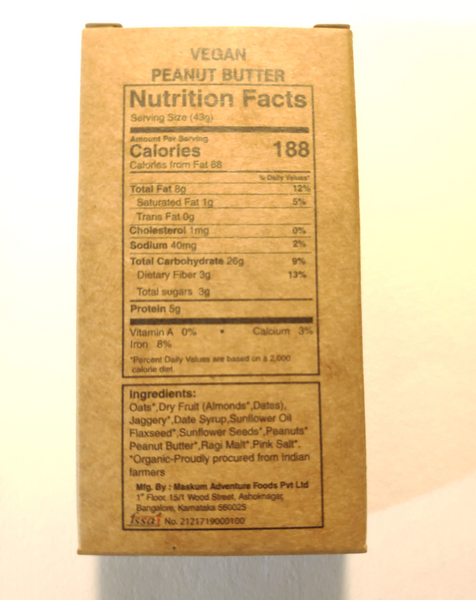 VEGAN
PEANUT BUTTER
Nutrition Facts
Serving Size (43g)
Amount Per Serving
Calories 188
Calories from Fat 68
% Daily Values*
Total Fat 8g 12%
Saturated Fat 1g 5%
Trans Fat 0g
Cholesterol 1mg 0%
Sodium 40mg 2%
Total Carbohydrate 26g 9%
Dietary Fiber 3g 13%
Total sugars 3g
Protein 5g
Vitamin A 0% • Calcium 3%
Iron 8%
*Percent Daily Values are based on a 2,000
calorie diet
Ingredients:
Oats*,Dry Fruit (Almonds*,Dates),
Jaggery*,Date Syrup,Sunflower Oil
Flaxseed*,Sunflower Seeds*,Peanuts*
Peanut Butter*,Ragi Malt*,Pink Salt*.
*Organic-Proudly procured from Indian
farmers
Mfg. By : Maskum Adventure Foods Pvt Ltd
1st Floor, 15/1 Wood Street, Ashoknagar,
Bangalore, Karnataka 560025
fssai No. 2121719000100